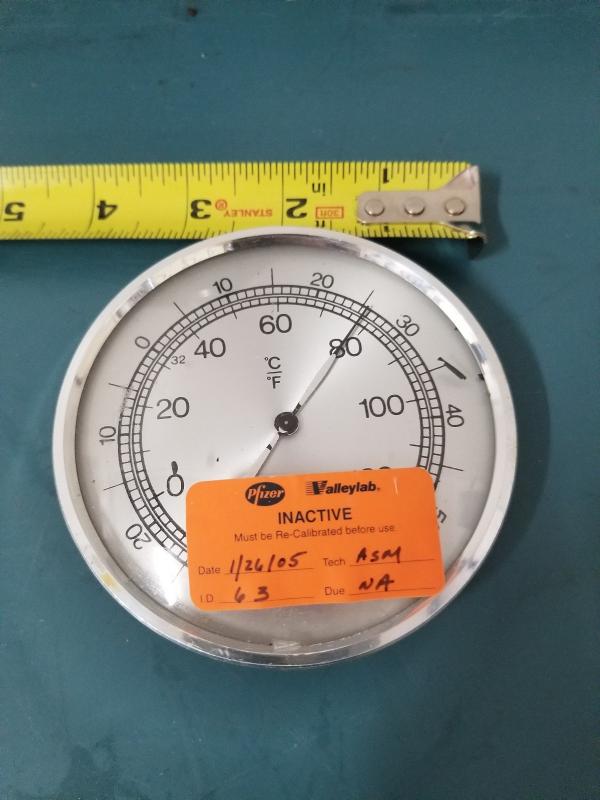 1
in
2
STANLEY®
3
4
5
30ft
10
20
0
30
60
32
40
80
°C
°F
20
100
10
40
0
20
Pfizer
Valleylab®
INACTIVE
Must be Re-Calibrated before use.
Date 1/26/05 Tech ASM
I.D. 63 Due NA